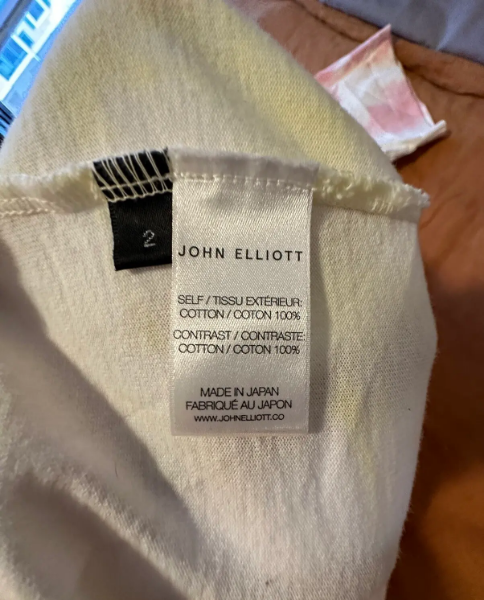 2
JOHN ELLIOTT
SELF / TISSU EXTÉRIEUR:
COTTON / COTON 100%
CONTRAST / CONTRASTE:
COTTON / COTON 100%
MADE IN JAPAN
FABRIQUÉ AU JAPON
WWW.JOHNELLIOTT.CO